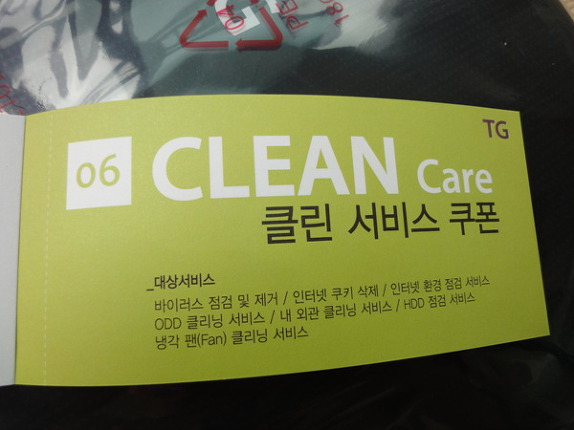 TG
06
CLEAN Care
클린 서비스 쿠폰
_대상서비스
바이러스 점검 및 제거 / 인터넷 쿠키 삭제 / 인터넷 환경 점검 서비스
ODD 클리닝 서비스 / 내 외관 클리닝 서비스 / HDD 점검 서비스
냉각 팬(Fan) 클리닝 서비스